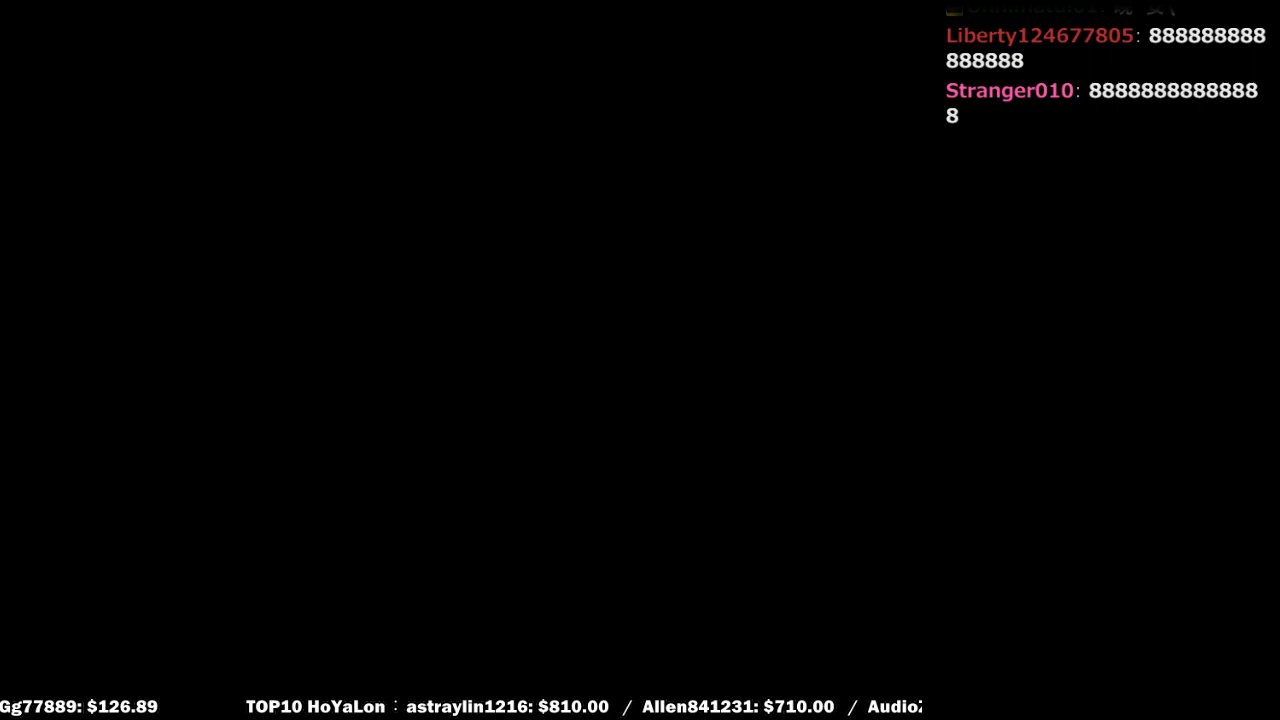 Liberty124677805: 888888888
888888
Stranger010: 8888888888888
8
Gg77889: $126.89 TOP10 HoYaLon：astraylin1216: $810.00 / Allen841231: $710.00 / Audio